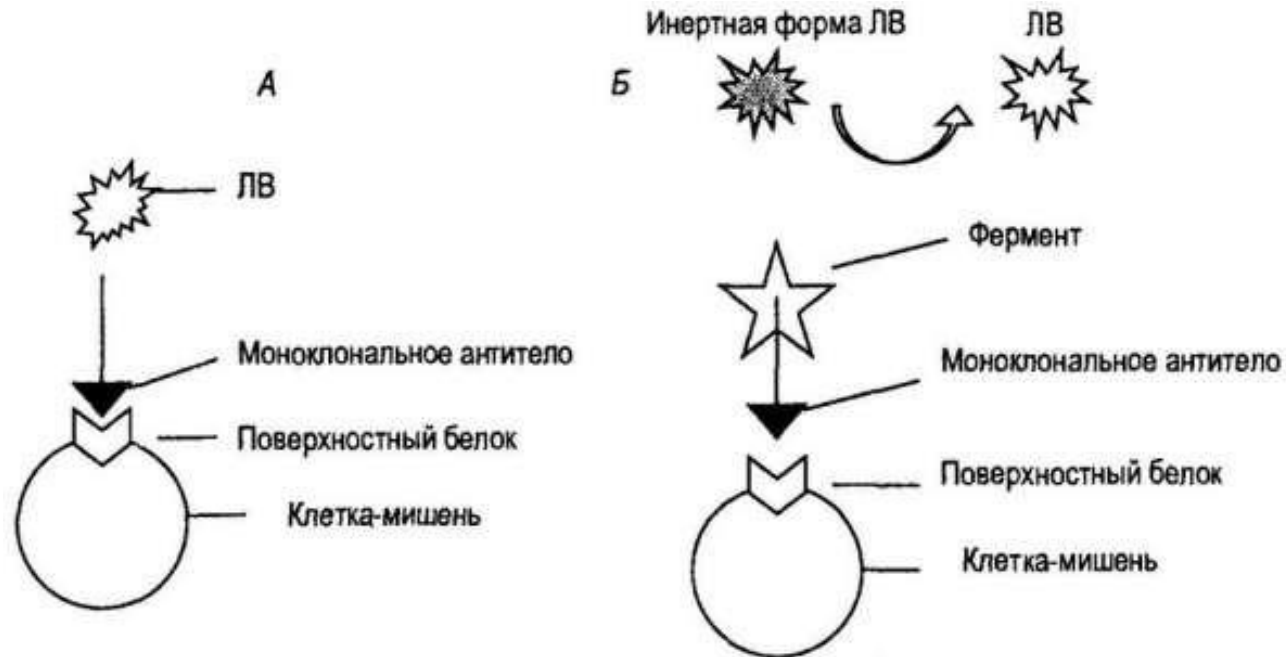 А
ЛВ
Моноклональное антитело
Поверхностный белок
Клетка-мишень
Б
Инертная форма ЛВ
ЛВ
Фермент
Моноклональное антитело
Поверхностный белок
Клетка-мишень